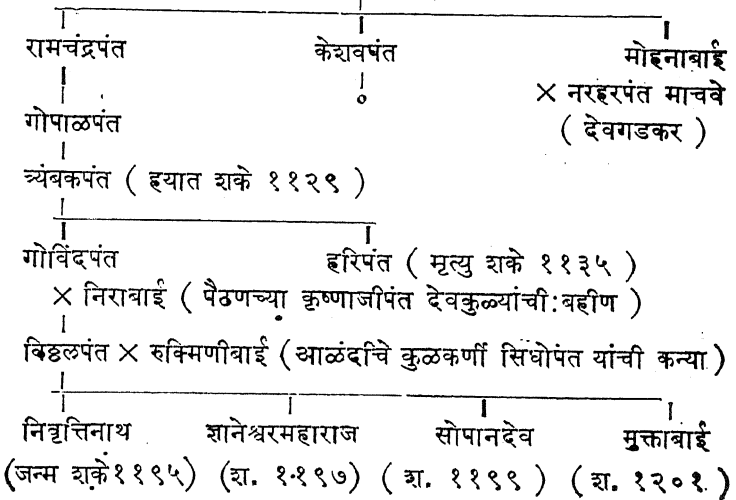 रामचंद्रपंत केशवपंत मोहनाबाई
× नरहरपंत माचवे
( देवगडकर )
गोपाळपंत
त्र्यंबकपंत ( हयात शके ११२९ )
गोविंदपंत हरिपंत ( मृत्यु शके ११३५ )
× निराबाई ( पैठणच्या कृष्णाजीपंत देवकुळ्यांची बहीण )
विठ्ठलपंत × रुक्मिणीबाई ( आळंदीचे कुळकर्णी सिधोपंत यांची कन्या )
निवृत्तिनाथ ज्ञानेश्वरमहाराज सोपानदेव मुक्ताबाई
(जन्म शके ११९५) (श. ११९७) ( श. ११९९ ) ( श. १२०१ )